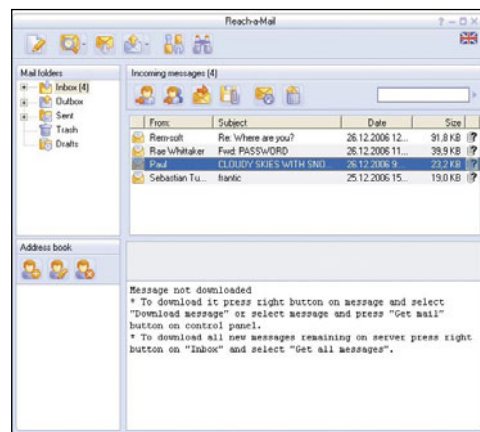 Reach-a-Mail
Mail folders
Inbox (4)
Outbox
Sent
Trash
Drafts
Incoming messages (4)
From: Subject Date Size
Rem-soft Re: Where are you? 26.12.2006 12... 91,8 KB
Rae Whittaker Fwd: PASSWORD 26.12.2006 11... 39,9 KB
Paul CLOUDY SKIES WITH SNO... 26.12.2006 9... 23,2 KB
Sebastian Tu... frantic 25.12.2006 15... 19,0 KB
Address book
Message not downloaded
* To download it press right button on message and select
"Download message" or select message and press "Get mail"
button on control panel.
* To download all new messages remaining on server press right
button on "Inbox" and select "Get all messages".